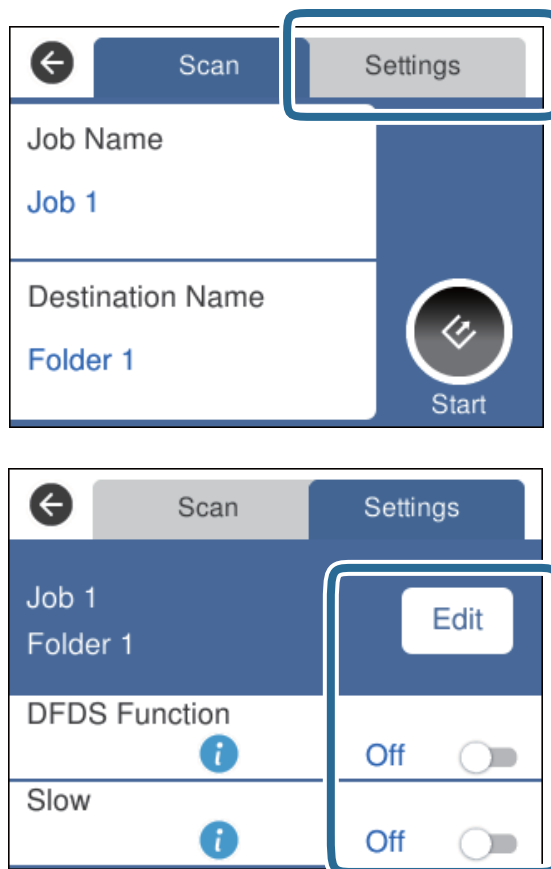 Scan Settings
Job Name
Job 1
Destination Name
Folder 1
Start
Scan Settings
Job 1
Edit
Folder 1
DFDS Function
i Off
Slow
i Off